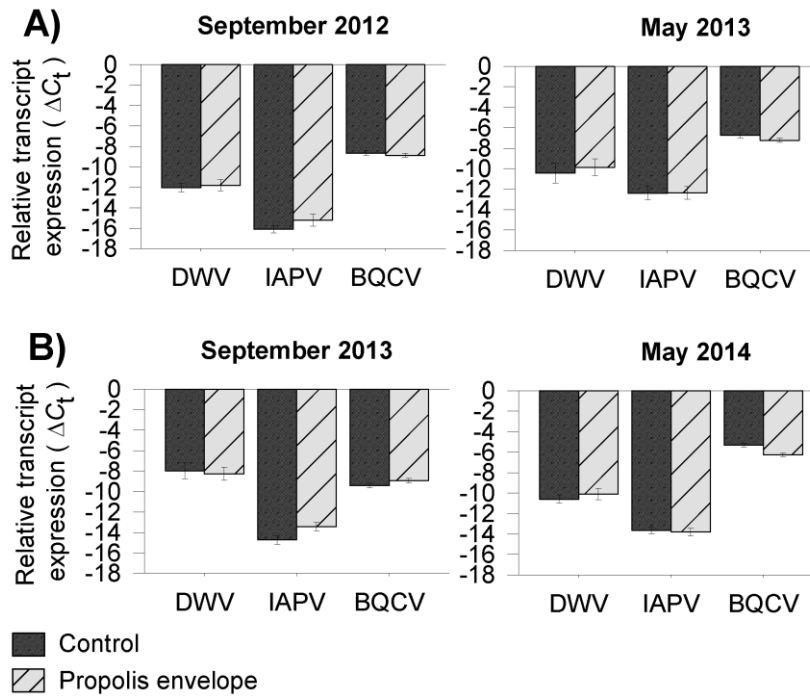 A)
September 2012
May 2013
Relative transcript
expression ( ΔCt )
0
-2
-4
-6
-8
-10
-12
-14
-16
-18
DWV IAPV BQCV
0
-2
-4
-6
-8
-10
-12
-14
-16
-18
DWV IAPV BQCV
B)
September 2013
May 2014
Relative transcript
expression ( ΔCt )
0
-2
-4
-6
-8
-10
-12
-14
-16
-18
DWV IAPV BQCV
0
-2
-4
-6
-8
-10
-12
-14
-16
-18
DWV IAPV BQCV
Control
Propolis envelope